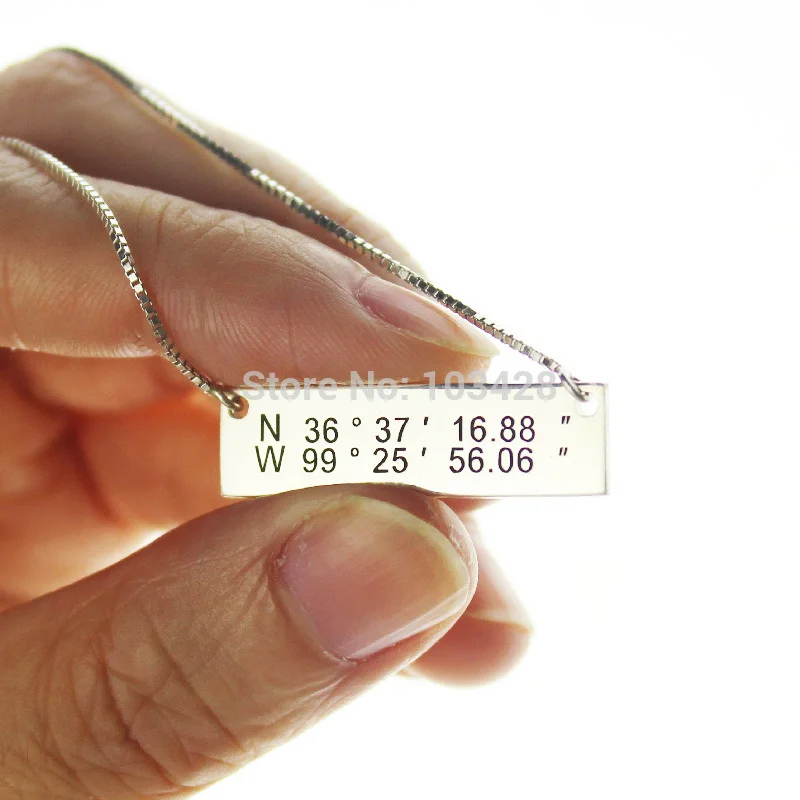 Store No: 103428
N 36 ° 37 ′ 16.88 ″
W 99 ° 25 ′ 56.06 ″